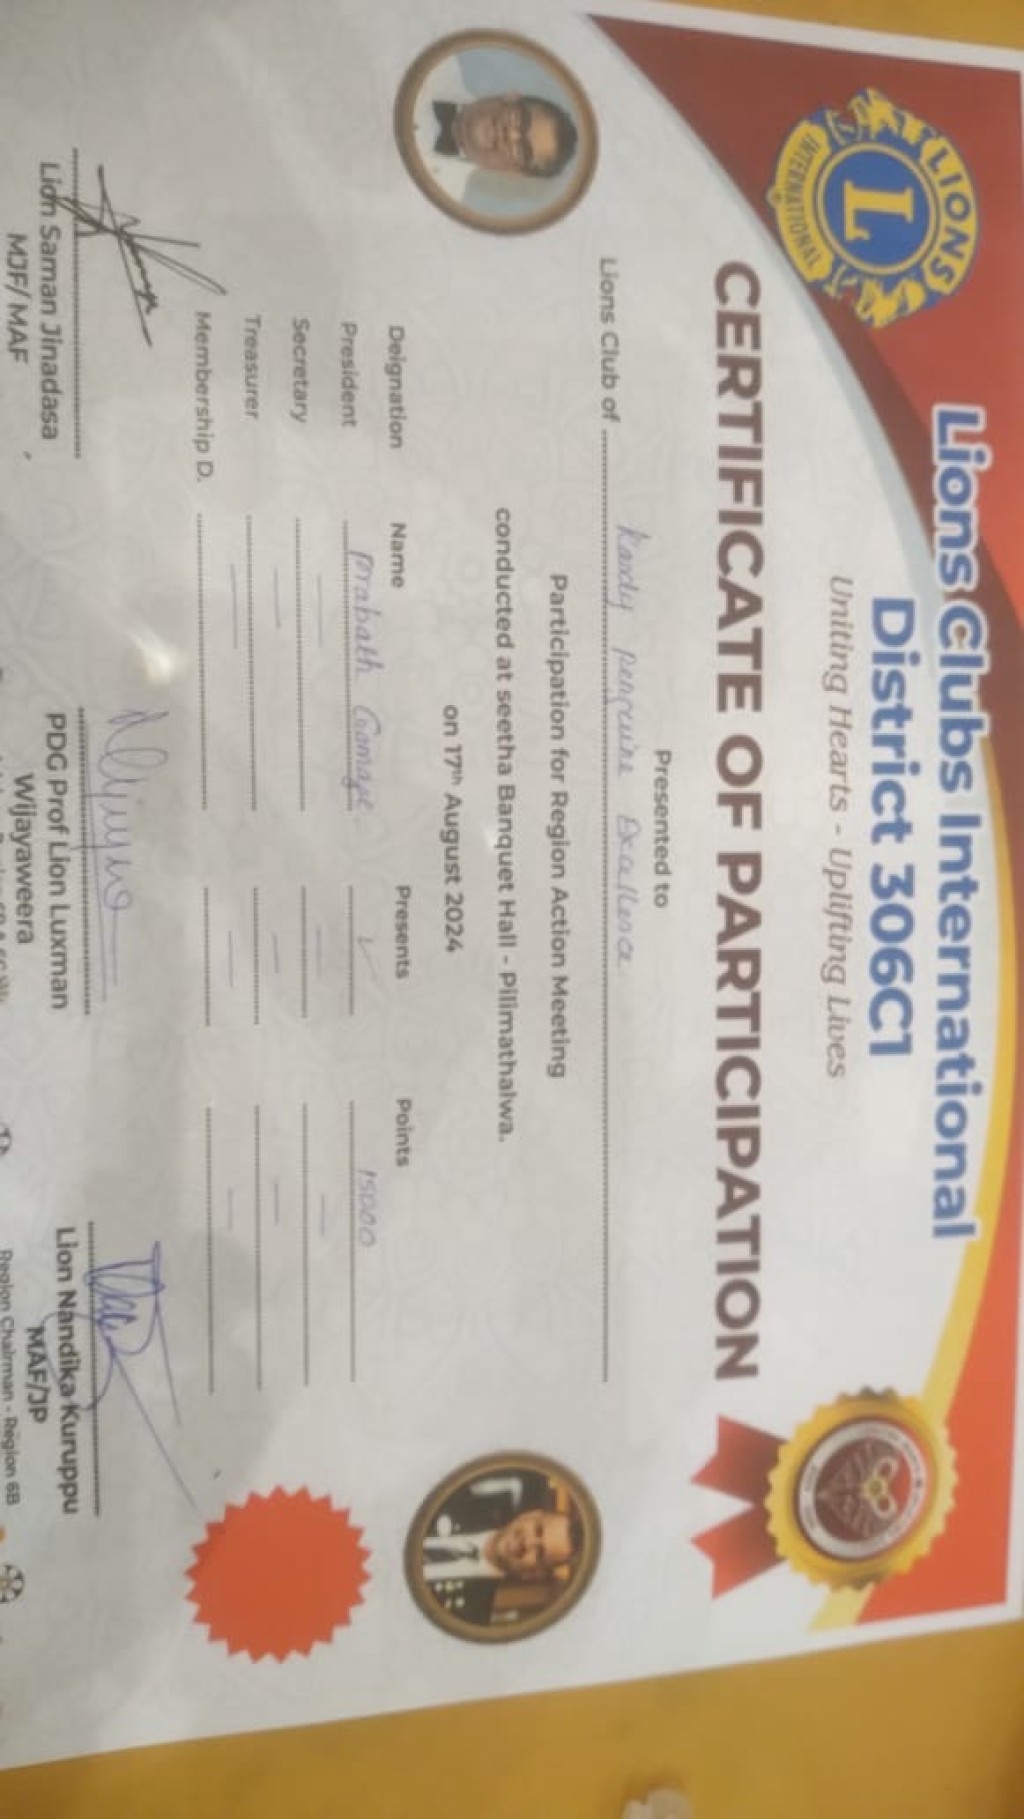 LIONS
L
INTERNATIONAL
Lions Clubs International
District 306C1
Uniting Hearts - Uplifting Lives
CERTIFICATE OF PARTICIPATION
Presented to
Lions Club of Kandy penguine Excellence
Participation for Region Action Meeting
conducted at seetha Banquet Hall - Pilimathalwa.
on 17th August 2024
Deignation Name Presents Points
President Prabath Gamage ✓ 15000
Secretary
Treasurer
Membership D.
Lion Saman Jinadasa
MJF/ MAF
PDG Prof Lion Luxman
Wijayaweera
Lion Nandika Kuruppu
MAF/JP
Region Chairman - Region 6B